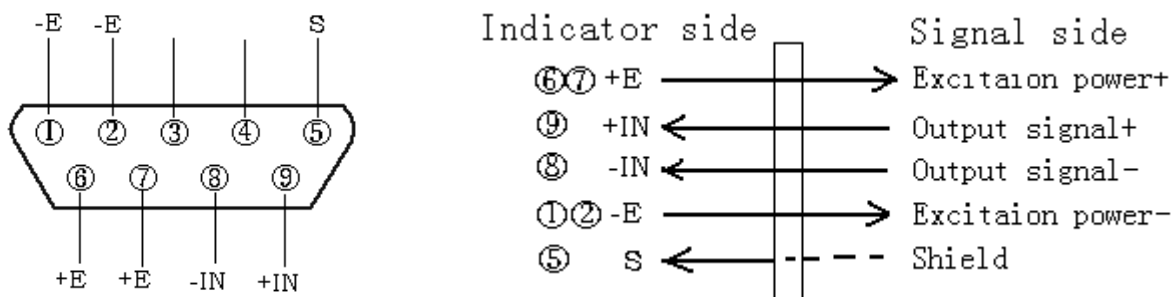 -E -E S
① ② ③ ④ ⑤
⑥ ⑦ ⑧ ⑨
+E +E -IN +IN
Indicator side Signal side
⑥⑦ +E Excitaion power+
⑨ +IN Output signal+
⑧ -IN Output signal-
①② -E Excitaion power-
⑤ S Shield